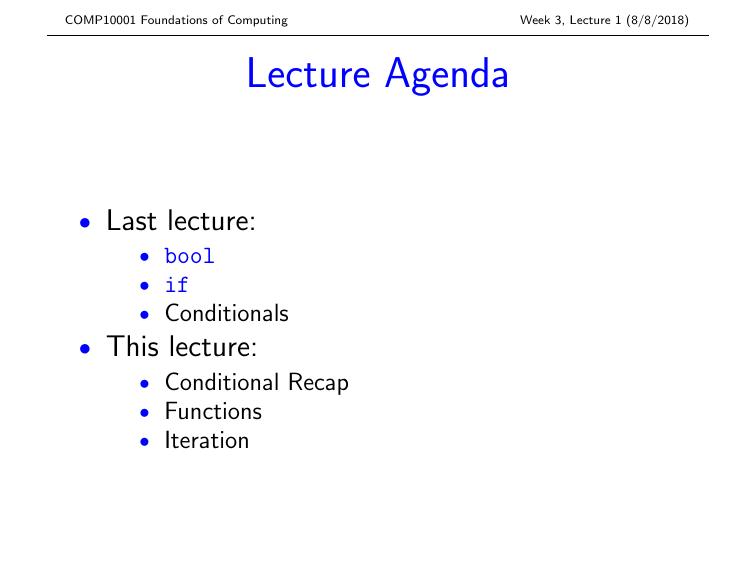 COMP10001 Foundations of Computing Week 3, Lecture 1 (8/8/2018)
Lecture Agenda
• Last lecture:
• bool
• if
• Conditionals
• This lecture:
• Conditional Recap
• Functions
• Iteration